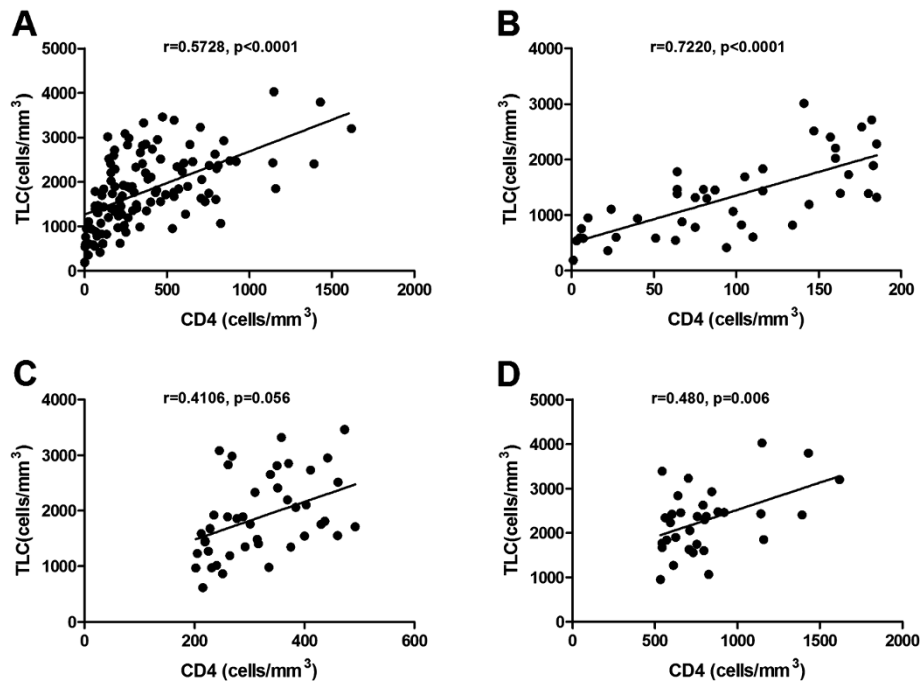 A
r=0.5728, p<0.0001
5000
4000
3000
2000
1000
0
TLC(cells/mm³)
0 500 1000 1500 2000
CD4 (cells/mm³)
B
r=0.7220, p<0.0001
4000
3000
2000
1000
0
TLC(cells/mm³)
0 50 100 150 200
CD4 (cells/mm³)
C
r=0.4106, p=0.056
4000
3000
2000
1000
0
TLC(cells/mm³)
0 200 400 600
CD4 (cells/mm³)
D
r=0.480, p=0.006
5000
4000
3000
2000
1000
0
TLC(cells/mm³)
0 500 1000 1500 2000
CD4 (cells/mm³)